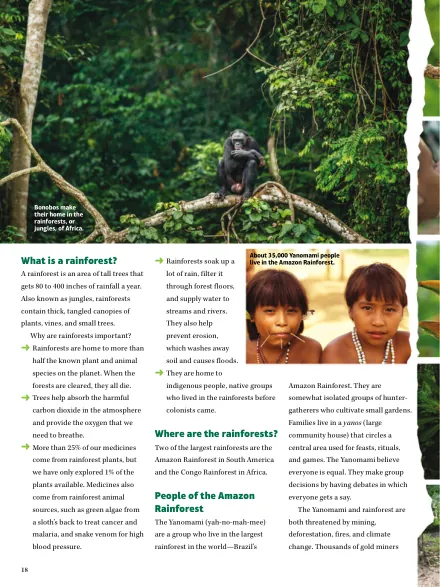 Bonobos make
their home in the
rainforests, or
jungles, of Africa.
What is a rainforest?
A rainforest is an area of tall trees that
gets 80 to 400 inches of rainfall a year.
Also known as jungles, rainforests
contain thick, tangled canopies of
plants, vines, and small trees.
Why are rainforests important?
➜ Rainforests are home to more than
half the known plant and animal
species on the planet. When the
forests are cleared, they all die.
➜ Trees help absorb the harmful
carbon dioxide in the atmosphere
and provide the oxygen that we
need to breathe.
➜ More than 25% of our medicines
come from rainforest plants, but
we have only explored 1% of the
plants available. Medicines also
come from rainforest animal
sources, such as green algae from
a sloth's back to treat cancer and
malaria, and snake venom for high
blood pressure.
➜ Rainforests soak up a
lot of rain, filter it
through forest floors,
and supply water to
streams and rivers.
They also help
prevent erosion,
which washes away
soil and causes floods.
➜ They are home to
indigenous people, native groups
who lived in the rainforests before
colonists came.
Where are the rainforests?
Two of the largest rainforests are the
Amazon Rainforest in South America
and the Congo Rainforest in Africa.
People of the Amazon
Rainforest
The Yanomami (yah-no-mah-mee)
are a group who live in the largest
rainforest in the world—Brazil's
About 35,000 Yanomami people
live in the Amazon Rainforest.
Amazon Rainforest. They are
somewhat isolated groups of hunter-
gatherers who cultivate small gardens.
Families live in a yanos (large
community house) that circles a
central area used for feasts, rituals,
and games. The Yanomami believe
everyone is equal. They make group
decisions by having debates in which
everyone gets a say.
The Yanomami and rainforest are
both threatened by mining,
deforestation, fires, and climate
change. Thousands of gold miners
18